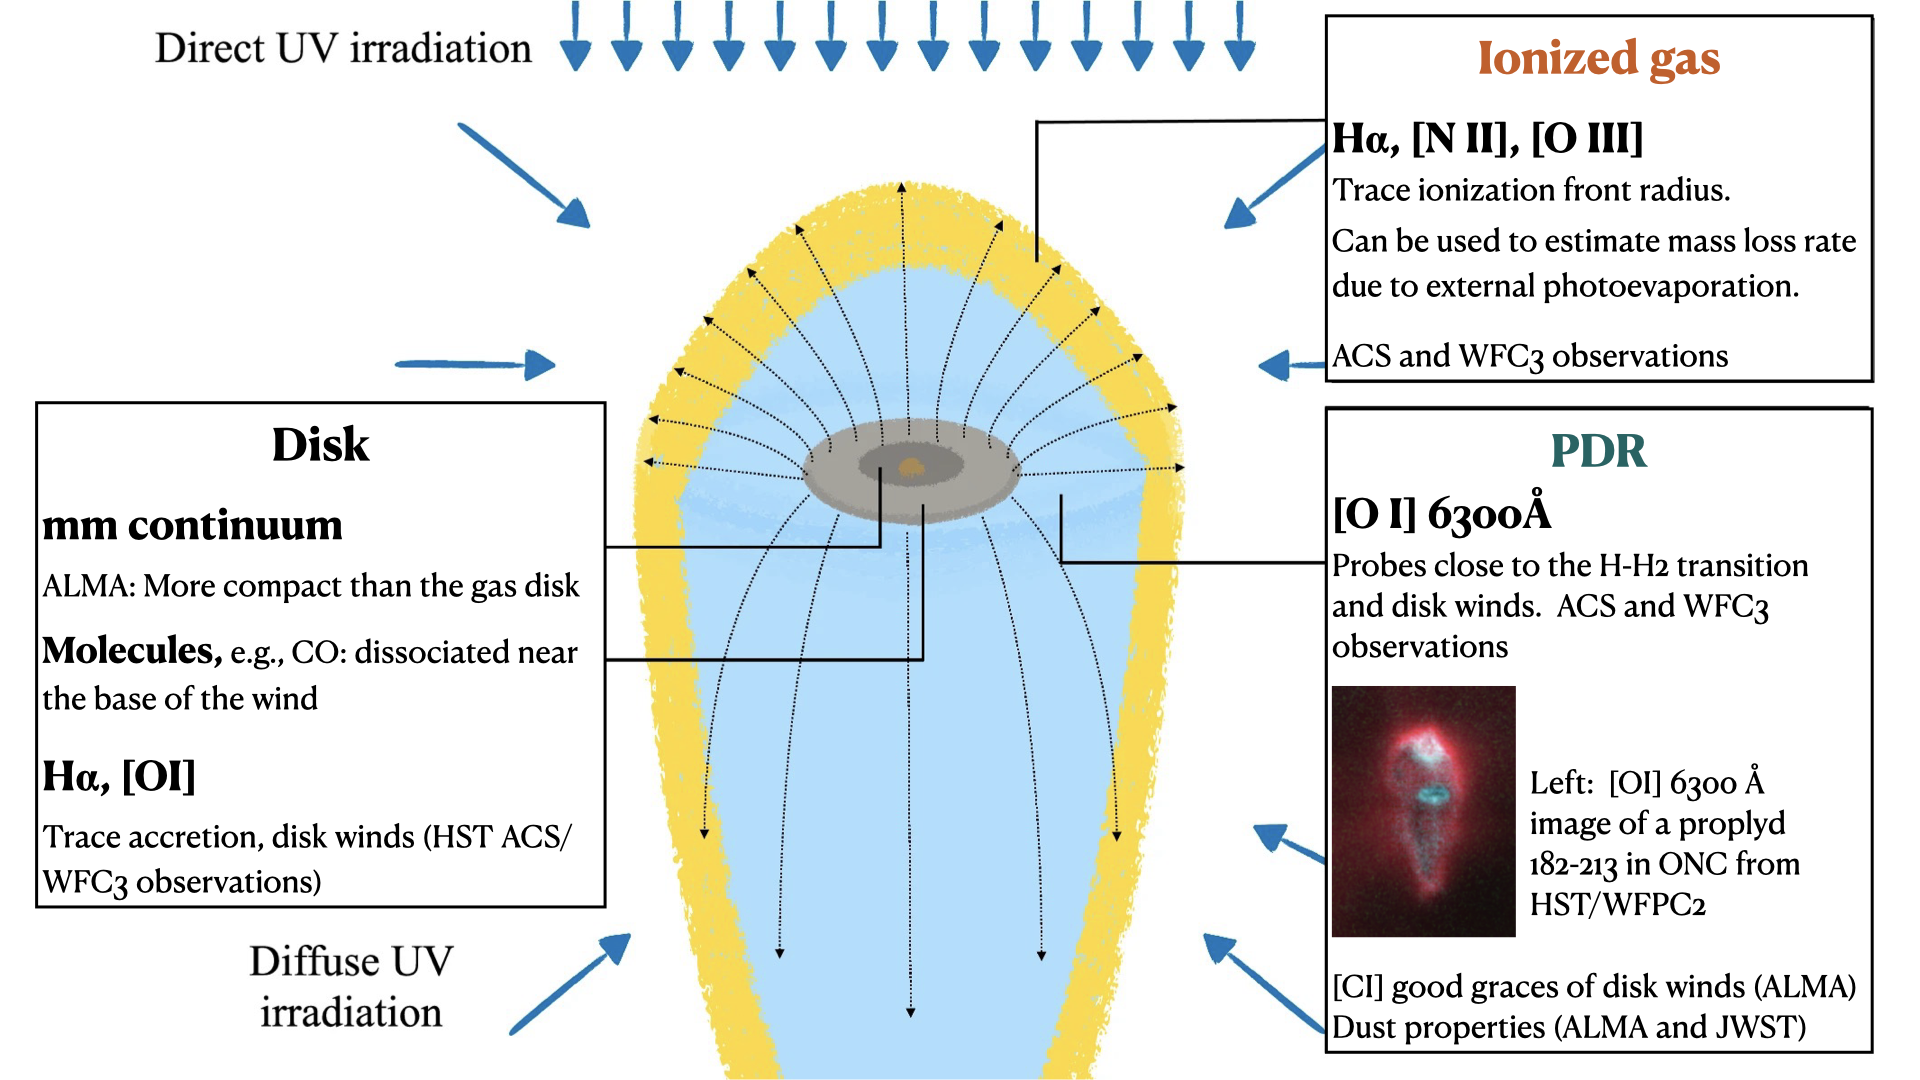 Direct UV irradiation
Ionized gas
Hα, [N II], [O III]
Trace ionization front radius.
Can be used to estimate mass loss rate
due to external photoevaporation.
ACS and WFC3 observations
Disk
mm continuum
ALMA: More compact than the gas disk
Molecules, e.g., CO: dissociated near
the base of the wind
Hα, [OI]
Trace accretion, disk winds (HST ACS/
WFC3 observations)
PDR
[O I] 6300Å
Probes close to the H-H2 transition
and disk winds. ACS and WFC3
observations
Left: [OI] 6300 Å
image of a proplyd
182-213 in ONC from
HST/WFPC2
[CI] good graces of disk winds (ALMA)
Dust properties (ALMA and JWST)
Diffuse UV
irradiation